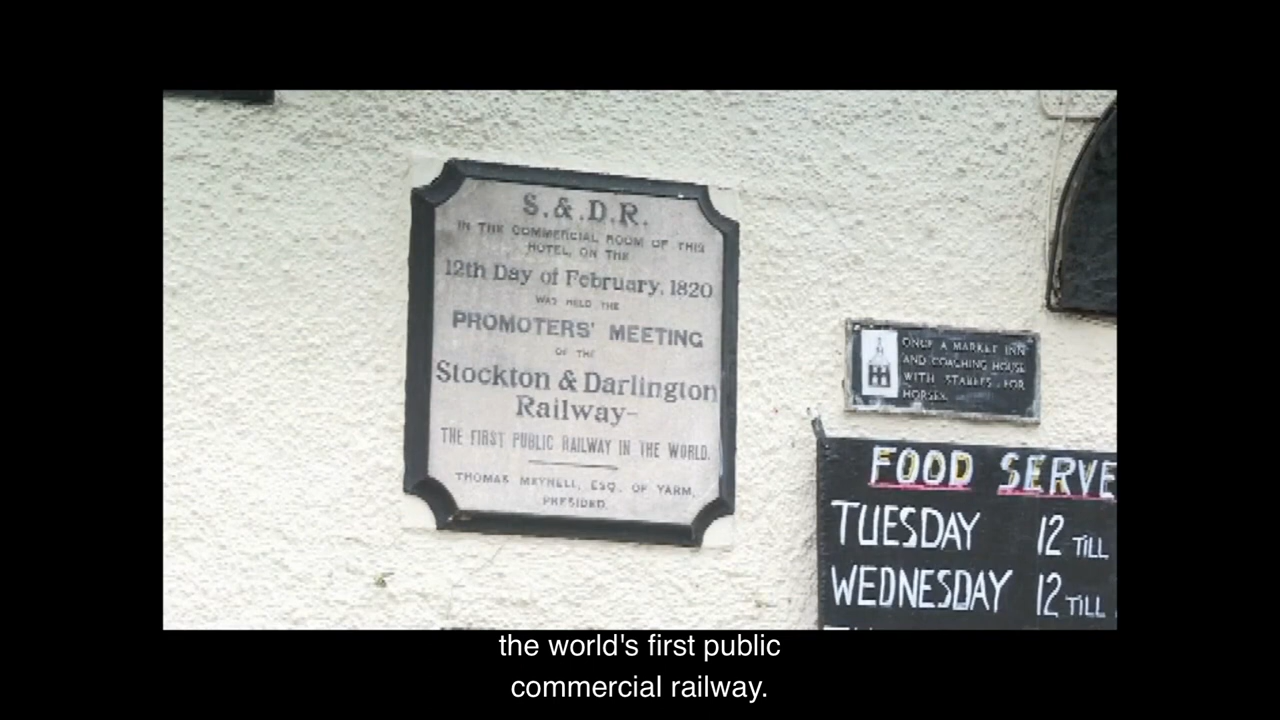 S.&.D.R.
IN THE COMMERCIAL ROOM OF THIS
HOTEL, ON THE
12th Day of February, 1820
WAS HELD THE
PROMOTERS' MEETING
OF THE
Stockton & Darlington
Railway-
THE FIRST PUBLIC RAILWAY IN THE WORLD.
THOMAS MEYNELL, ESQ. OF YARM,
PRESIDED.
ONCE A MARKET INN
AND COACHING HOUSE
WITH STABLES FOR
HORSES
FOOD SERVE
TUESDAY 12 TILL
WEDNESDAY 12 TILL
the world's first public
commercial railway.